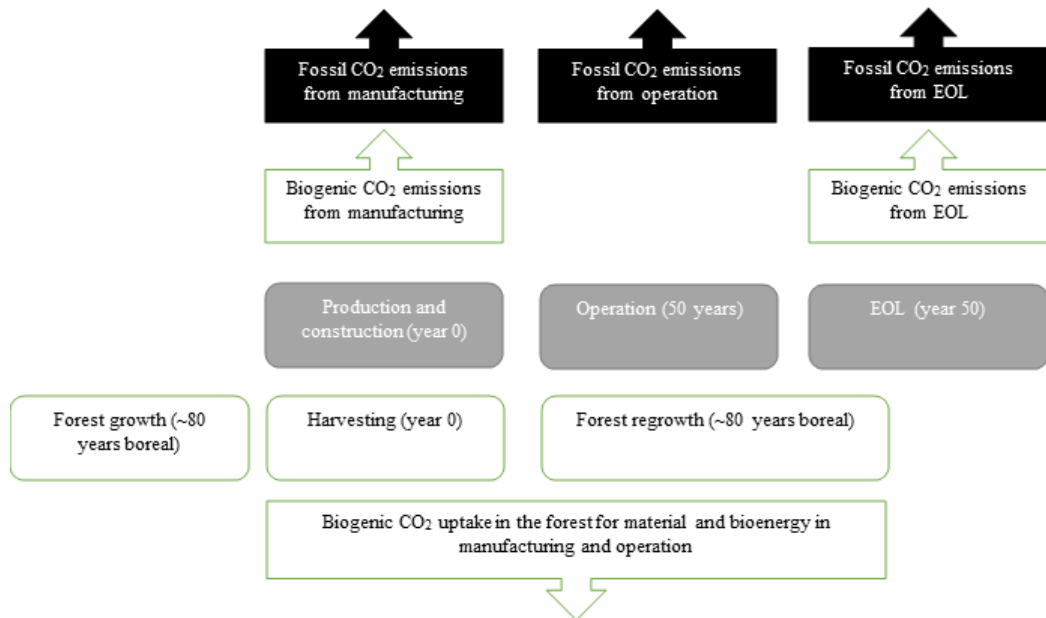 Fossil CO₂ emissions
from manufacturing
Fossil CO₂ emissions
from operation
Fossil CO₂ emissions
from EOL
Biogenic CO₂ emissions
from manufacturing
Biogenic CO₂ emissions
from EOL
Production and
construction (year 0)
Operation (50 years)
EOL (year 50)
Forest growth (~80
years boreal)
Harvesting (year 0)
Forest regrowth (~80 years boreal)
Biogenic CO₂ uptake in the forest for material and bioenergy in
manufacturing and operation